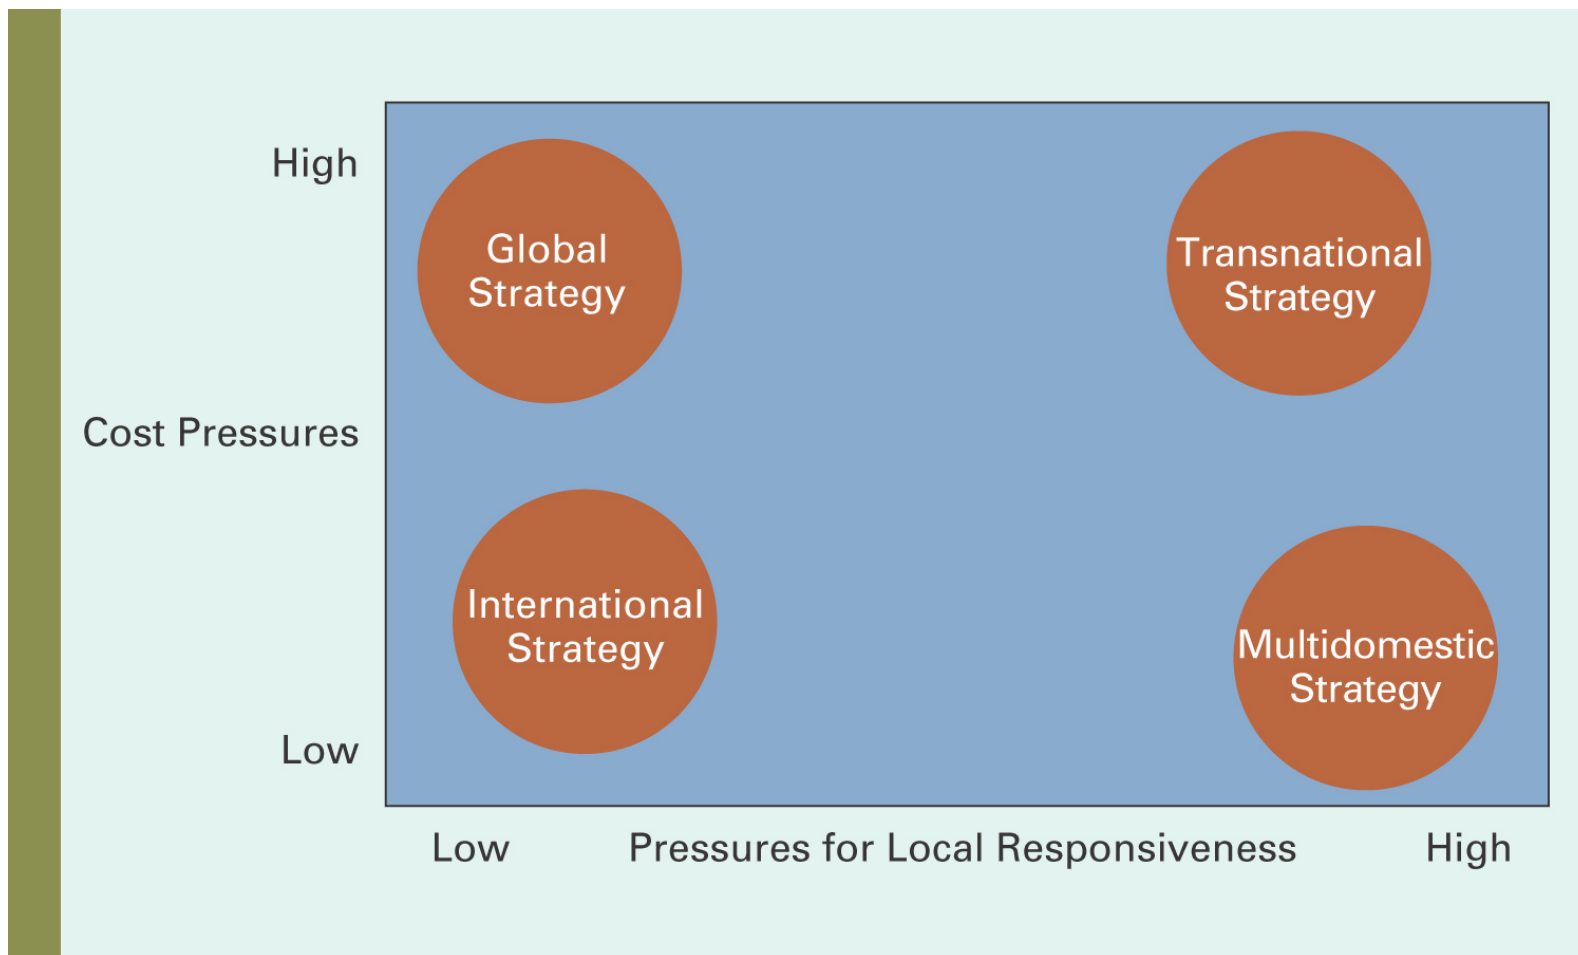 High
Global
Strategy
Transnational
Strategy
Cost Pressures
International
Strategy
Multidomestic
Strategy
Low
Low
Pressures for Local Responsiveness
High